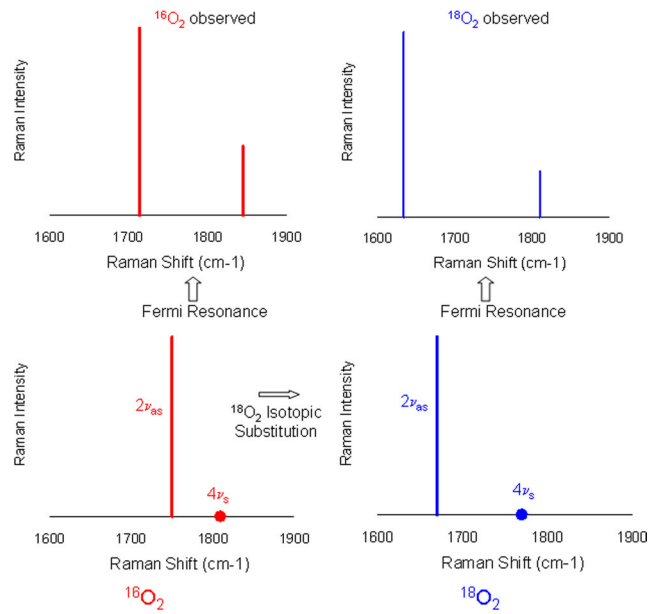 ¹⁶O₂ observed
Raman Intensity
1600 1700 1800 1900
Raman Shift (cm-1)
¹⁸O₂ observed
Raman Intensity
1600 1700 1800 1900
Raman Shift (cm-1)
Fermi Resonance
Fermi Resonance
Raman Intensity
2νas
4νs
1600 1700 1800 1900
Raman Shift (cm-1)
¹⁶O₂
¹⁸O₂ Isotopic
Substitution
Raman Intensity
2νas
4νs
1600 1700 1800 1900
Raman Shift (cm-1)
¹⁸O₂